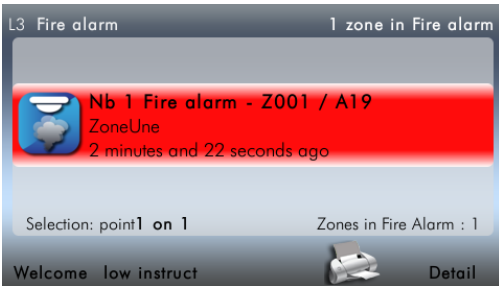 L3 Fire alarm 1 zone in Fire alarm
Nb 1 Fire alarm - Z001 / A19
ZoneUne
2 minutes and 22 seconds ago
Selection: point1 on 1 Zones in Fire Alarm : 1
Welcome low instruct Detail